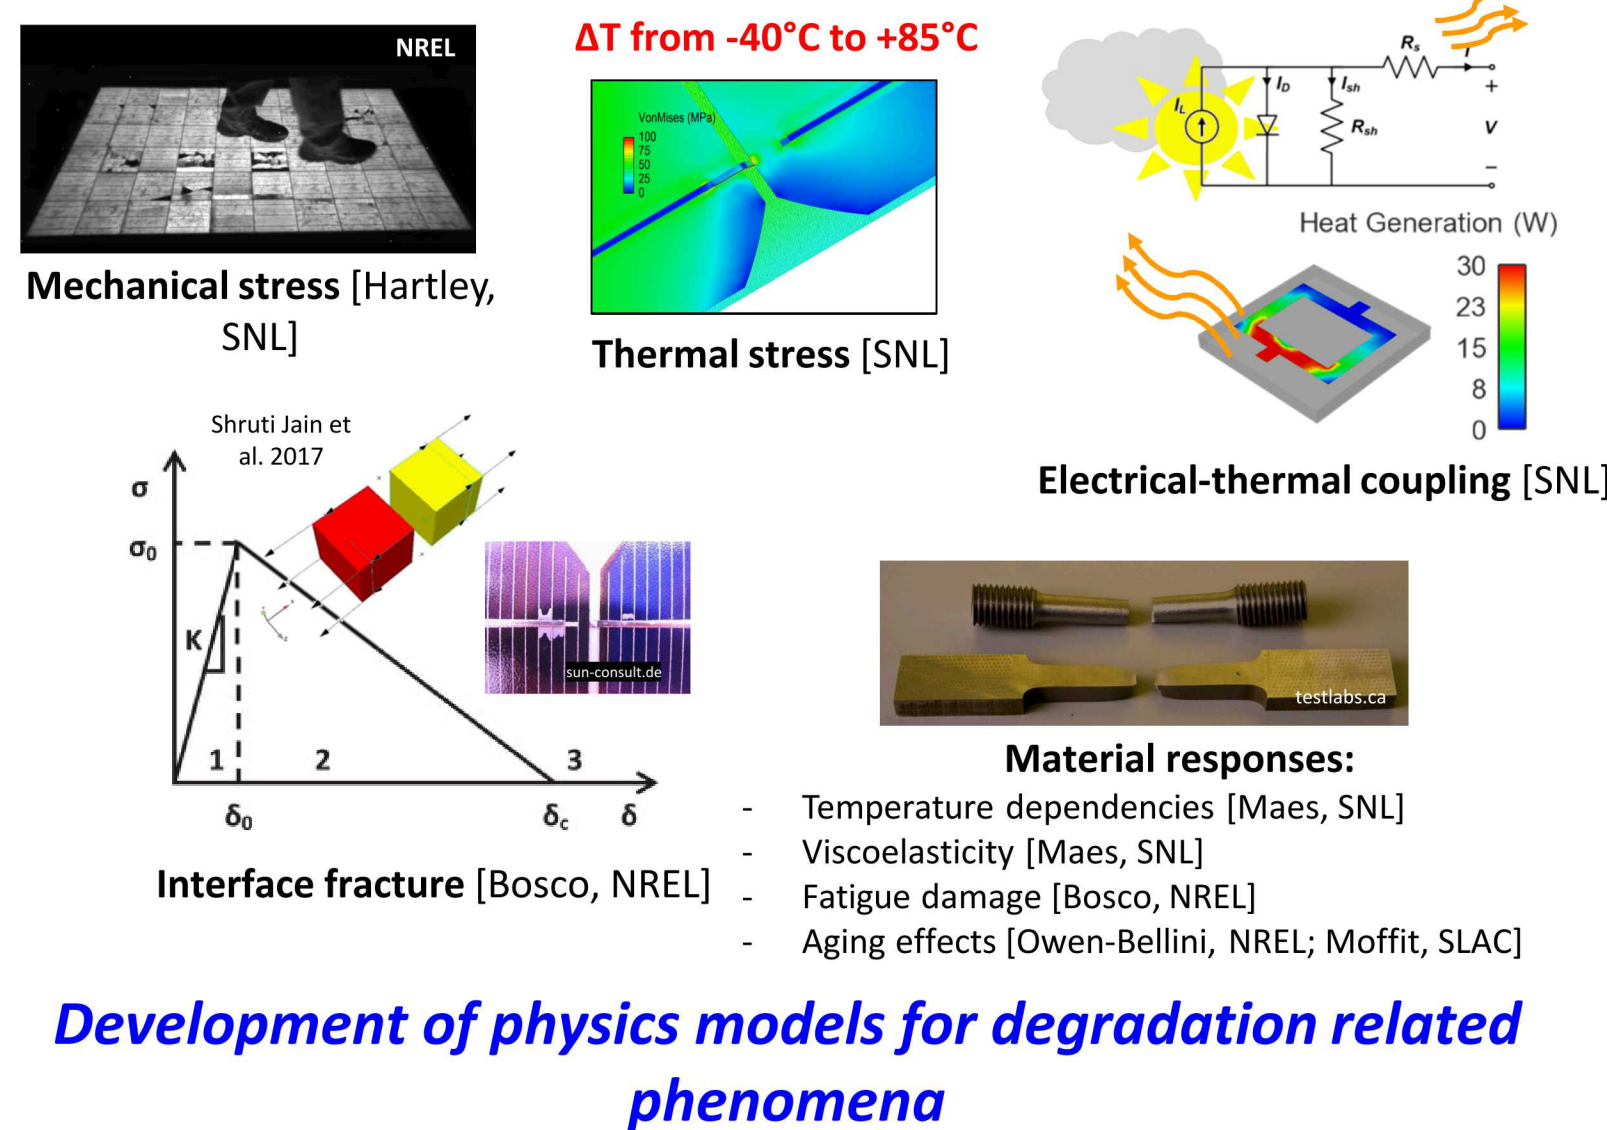 NREL
Mechanical stress [Hartley,
SNL]
ΔT from -40°C to +85°C
VonMises (MPa)
100
75
50
25
0
Thermal stress [SNL]
Rs
I
ID
Ish
IL
Rsh
+
V
−
Heat Generation (W)
30
23
15
8
0
Electrical-thermal coupling [SNL]
Shruti Jain et
al. 2017
σ
σ0
K
1
2
3
δ0
δc
δ
sun-consult.de
Interface fracture [Bosco, NREL]
testlabs.ca
Material responses:
- Temperature dependencies [Maes, SNL]
- Viscoelasticity [Maes, SNL]
- Fatigue damage [Bosco, NREL]
- Aging effects [Owen-Bellini, NREL; Moffit, SLAC]
Development of physics models for degradation related
phenomena